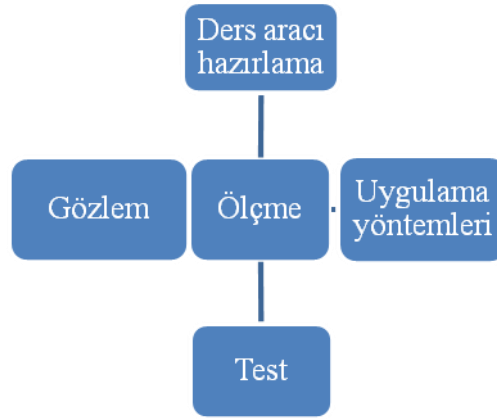 Ders aracı
hazırlama
Gözlem
Ölçme
Uygulama
yöntemleri
Test